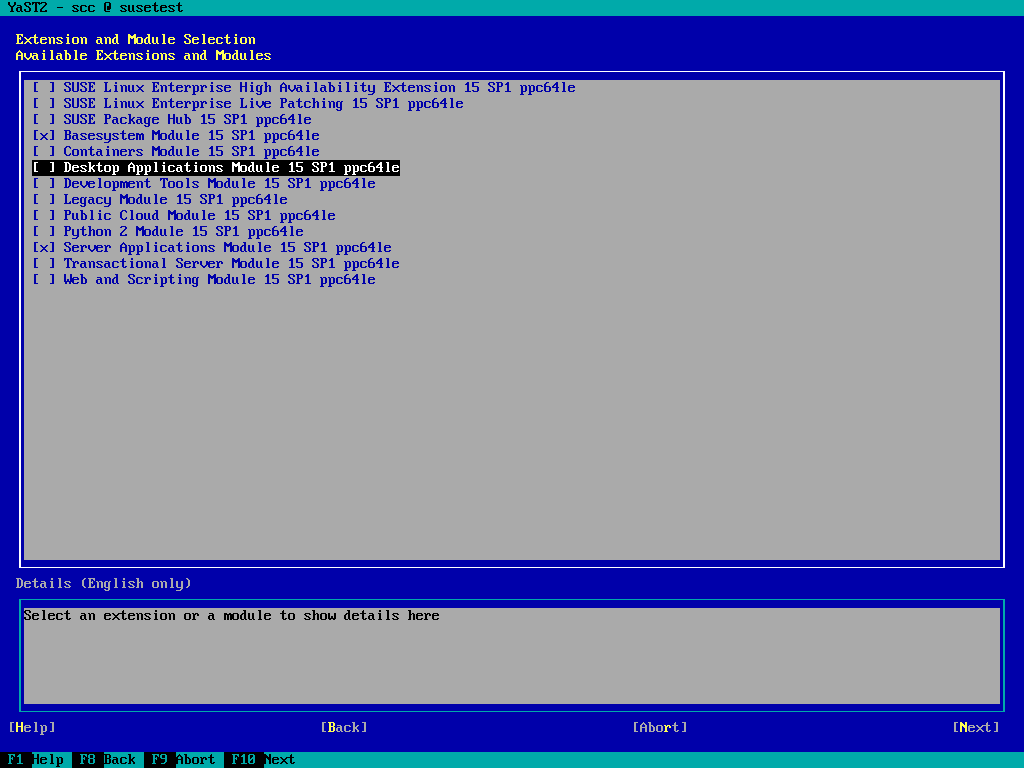 YaST2 - scc @ susetest
Extension and Module Selection
Available Extensions and Modules
[ ] SUSE Linux Enterprise High Availability Extension 15 SP1 ppc64le
[ ] SUSE Linux Enterprise Live Patching 15 SP1 ppc64le
[ ] SUSE Package Hub 15 SP1 ppc64le
[x] Basesystem Module 15 SP1 ppc64le
[ ] Containers Module 15 SP1 ppc64le
[ ] Desktop Applications Module 15 SP1 ppc64le
[ ] Development Tools Module 15 SP1 ppc64le
[ ] Legacy Module 15 SP1 ppc64le
[ ] Public Cloud Module 15 SP1 ppc64le
[ ] Python 2 Module 15 SP1 ppc64le
[x] Server Applications Module 15 SP1 ppc64le
[ ] Transactional Server Module 15 SP1 ppc64le
[ ] Web and Scripting Module 15 SP1 ppc64le
Details (English only)
Select an extension or a module to show details here
[Help] [Back] [Abort] [Next]
F1 Help F8 Back F9 Abort F10 Next